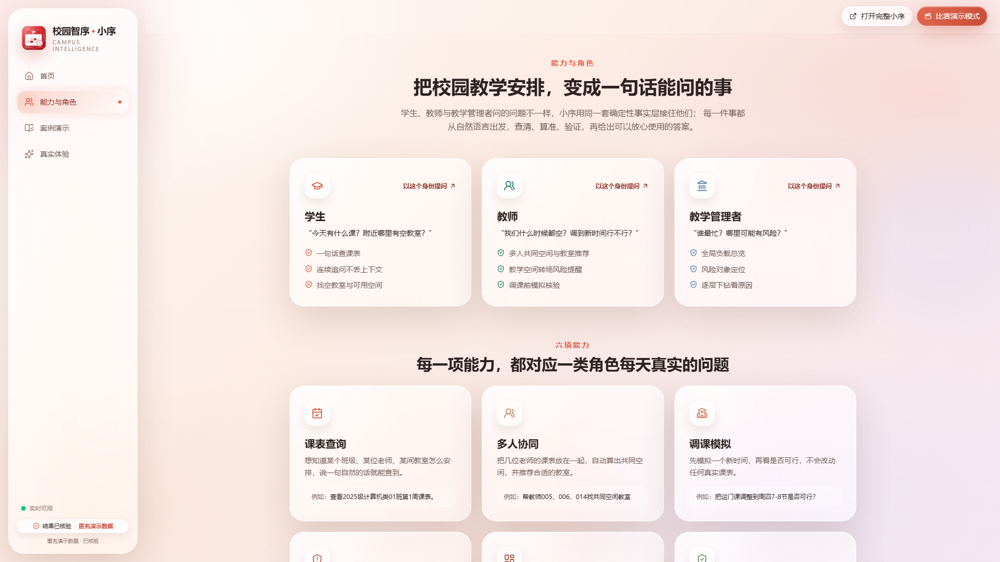 校园智序•小序
CAMPUS
INTELLIGENCE
首页
能力与角色
案例演示
真实体验
实时可用
结果已核验 · 匿名演示数据
匿名演示数据 · 已核验
打开完整小序
比赛演示模式
能力与角色
把校园教学安排，变成一句话能问的事
学生、教师与教学管理者问的问题不一样，小序用同一套确定性事实层接住他们； 每一件事都
从自然语言出发，查清、算准、验证，再给出可以放心使用的答案。
以这个身份提问
学生
“今天有什么课？附近哪里有空教室？”
一句话查课表
连续追问不丢上下文
找空教室与可用空间
以这个身份提问
教师
“我们什么时候都空？调到新时间行不行？”
多人共同空闲与教室推荐
教学空间转场风险提醒
调课前模拟核验
以这个身份提问
教学管理者
“谁最忙？哪里可能有风险？”
全局负载总览
风险对象定位
逐层下钻看原因
六项能力
每一项能力，都对应一类角色每天真实的问题
课表查询
想知道某个班级、某位老师、某间教室怎么安
排，说一句自然的话就能查到。
例如：查看2025级计算机类01班第1周课表。
多人协同
把几位老师的课表放在一起，自动算出共同空
闲，并推荐合适的教室。
例如：帮教师005、006、014找共同空闲教室
调课模拟
先模拟一个新时间，再看是否可行，不会改动
任何真实课表。
例如：把这门课调整到周四7-8节是否可行？